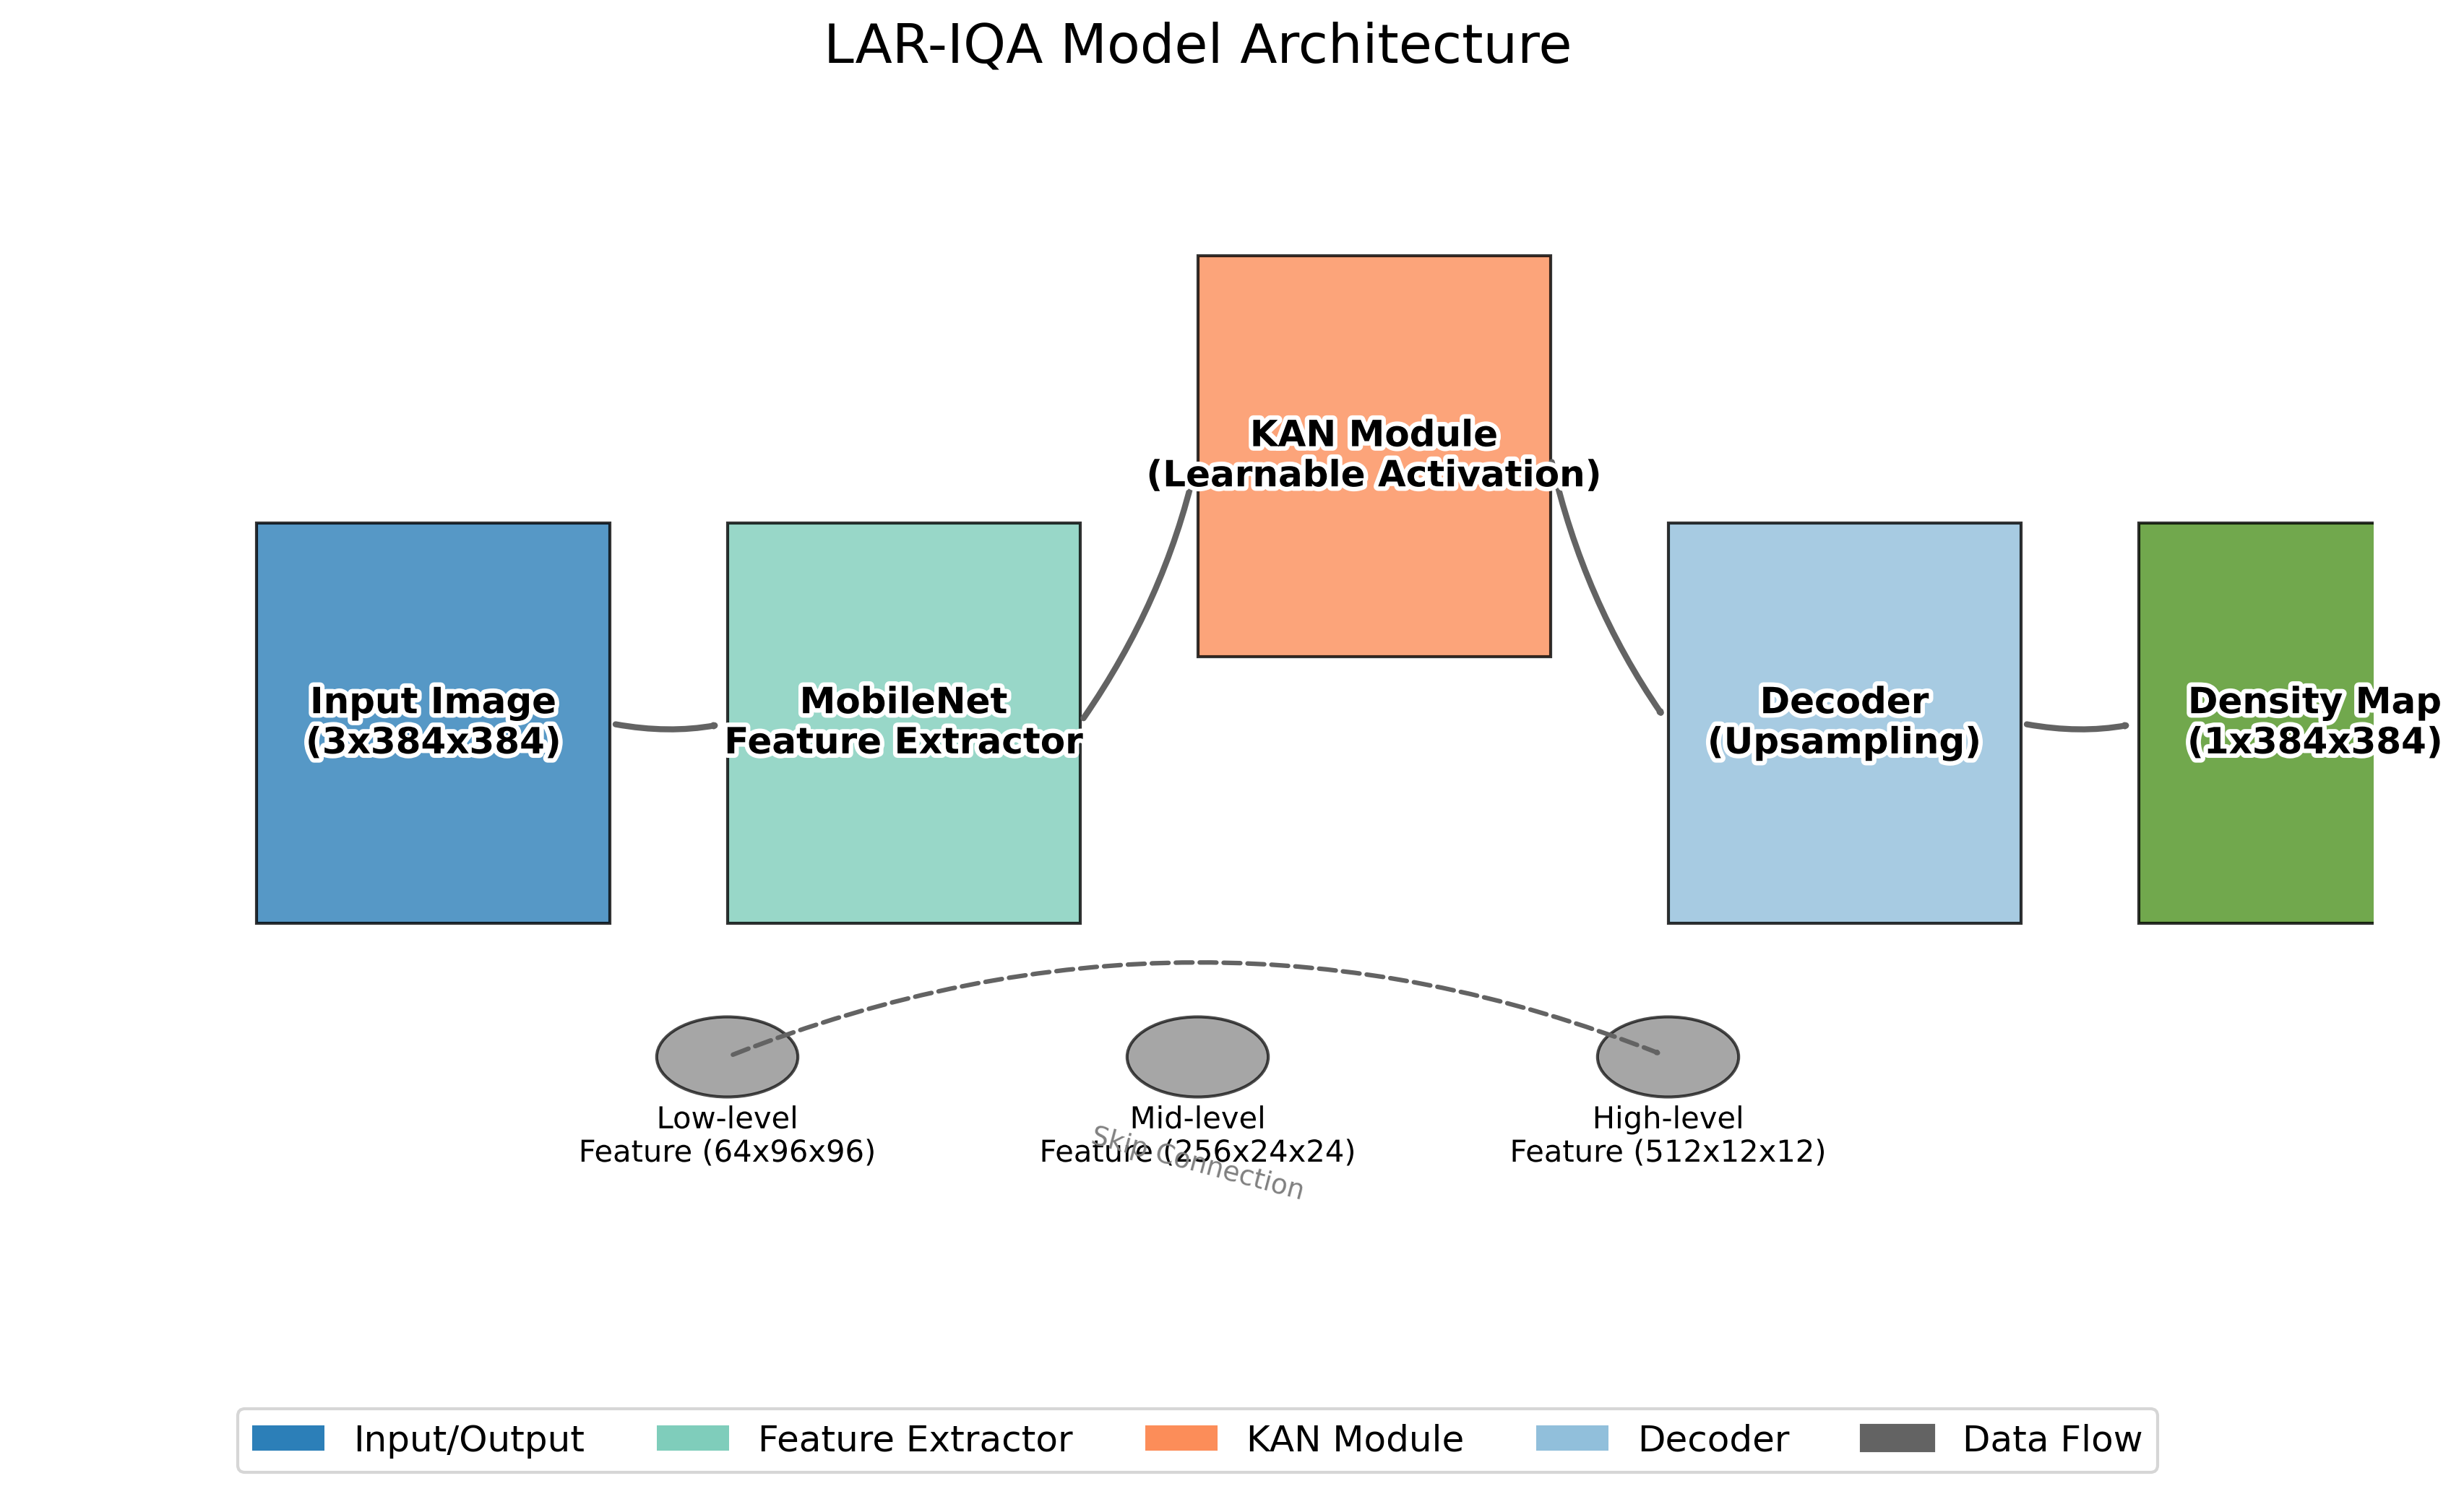 LAR-IQA Model Architecture
KAN Module
(Learnable Activation)
Input Image
(3x384x384)
MobileNet
Feature Extractor
Decoder
(Upsampling)
Density Map
(1x384x384)
Low-level
Feature (64x96x96)
Mid-level
Feature (256x24x24)
High-level
Feature (512x12x12)
Skip Connection
Input/Output
Feature Extractor
KAN Module
Decoder
Data Flow